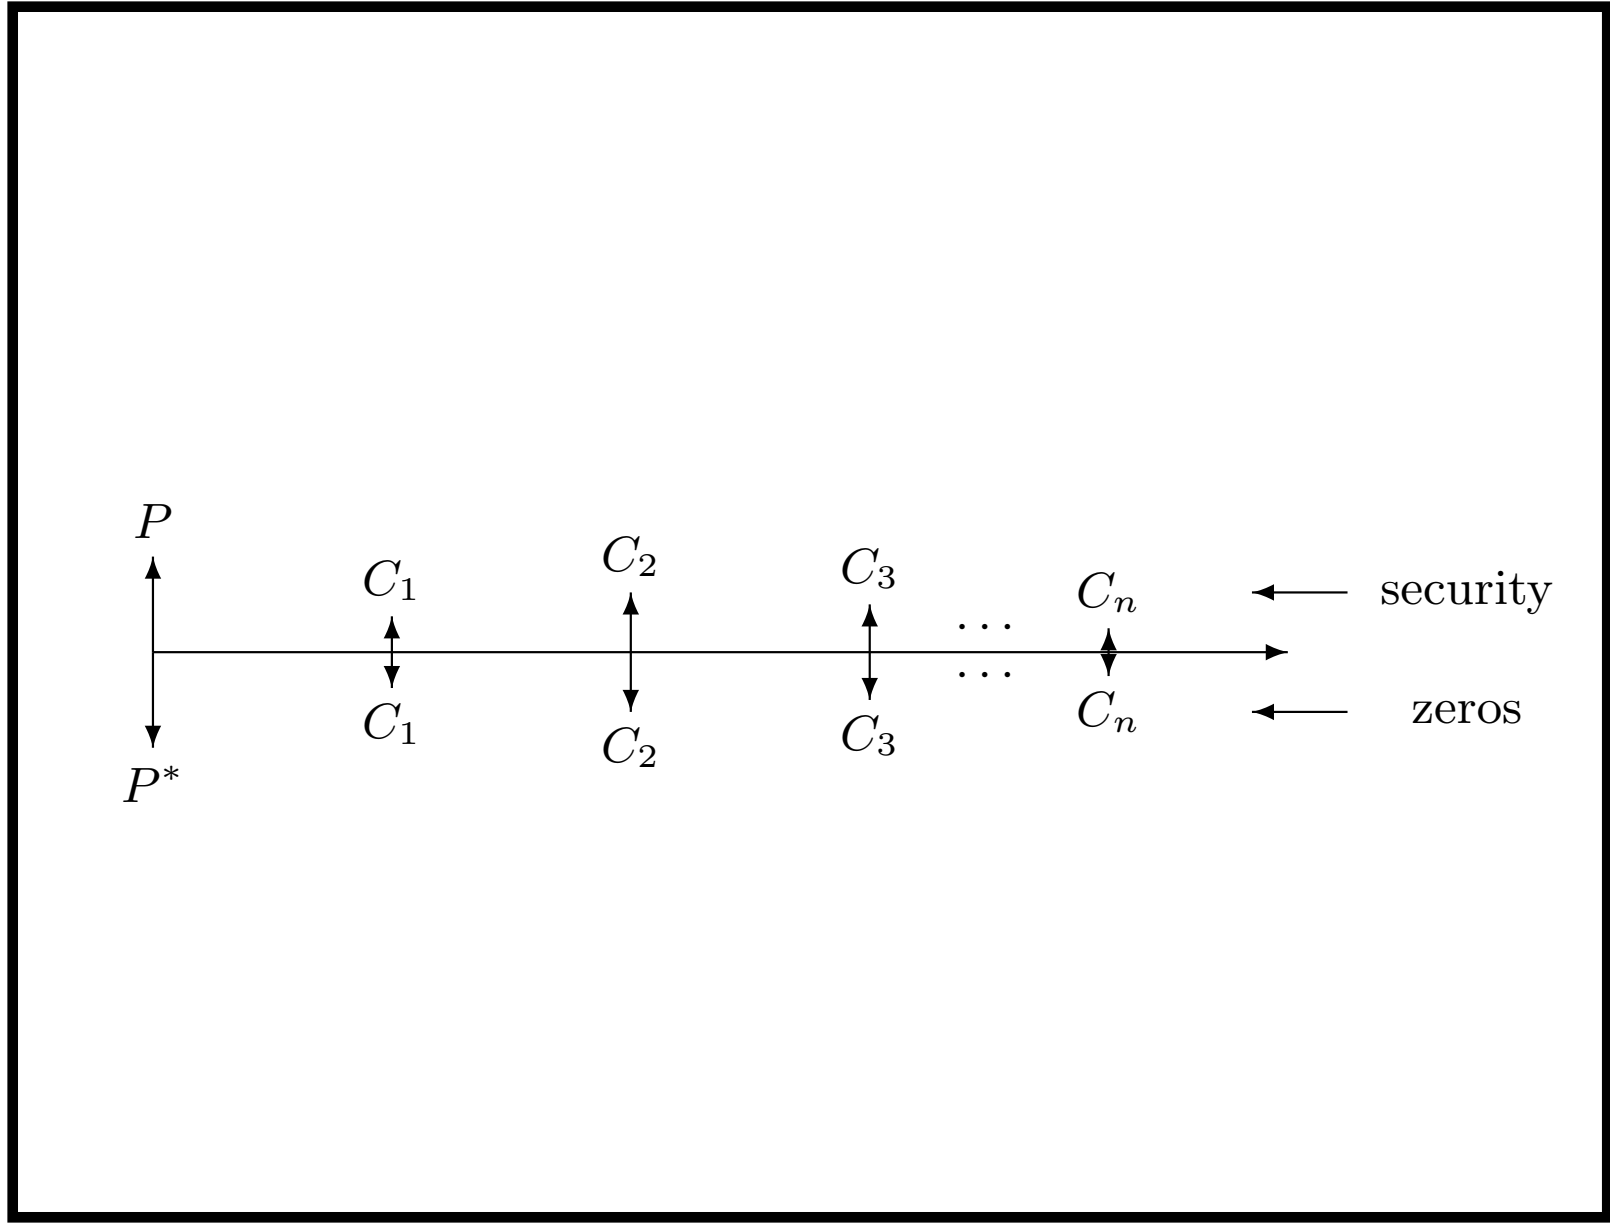 P
C₁
C₂
C₃
...
Cₙ
security
C₁
C₂
C₃
...
Cₙ
zeros
P*